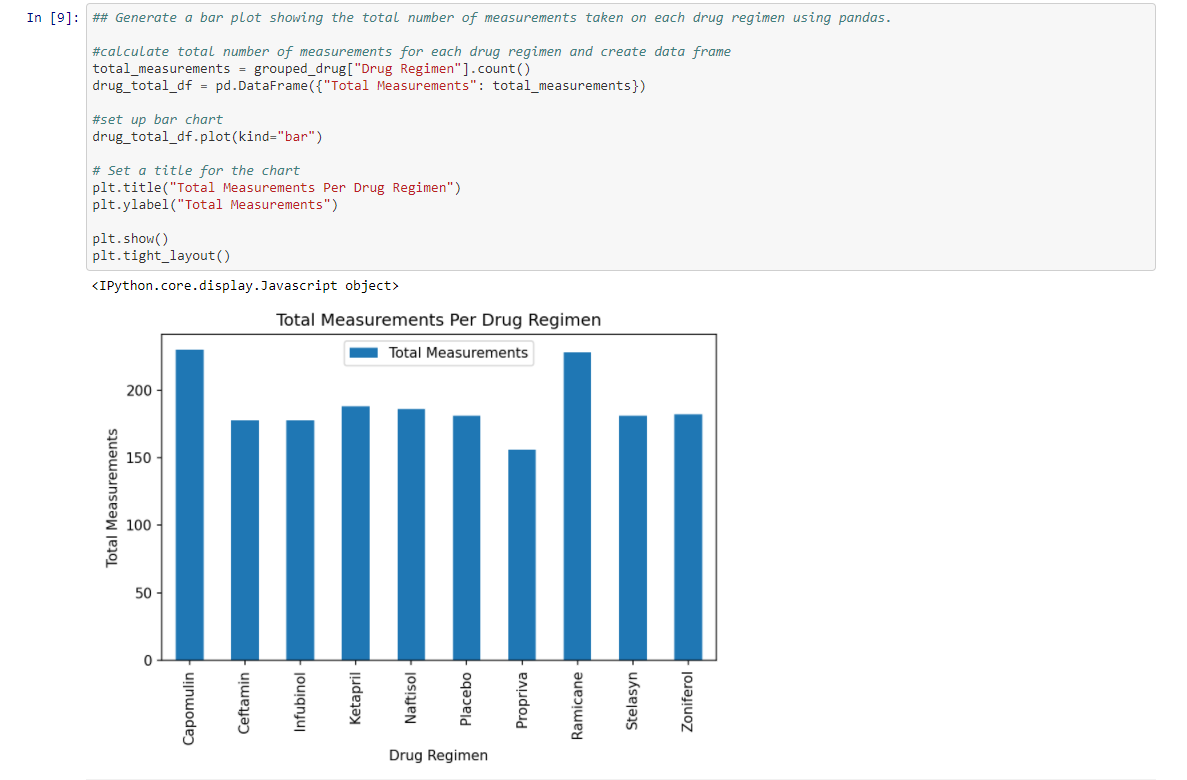 In [9]:
## Generate a bar plot showing the total number of measurements taken on each drug regimen using pandas.
#calculate total number of measurements for each drug regimen and create data frame
total_measurements = grouped_drug["Drug Regimen"].count()
drug_total_df = pd.DataFrame({"Total Measurements": total_measurements})
#set up bar chart
drug_total_df.plot(kind="bar")
# Set a title for the chart
plt.title("Total Measurements Per Drug Regimen")
plt.ylabel("Total Measurements")
plt.show()
plt.tight_layout()
<IPython.core.display.Javascript object>
Total Measurements Per Drug Regimen
Total Measurements
Total Measurements
200
150
100
50
0
Capomulin
Ceftamin
Infubinol
Ketapril
Naftisol
Placebo
Propriva
Ramicane
Stelasyn
Zoniferol
Drug Regimen